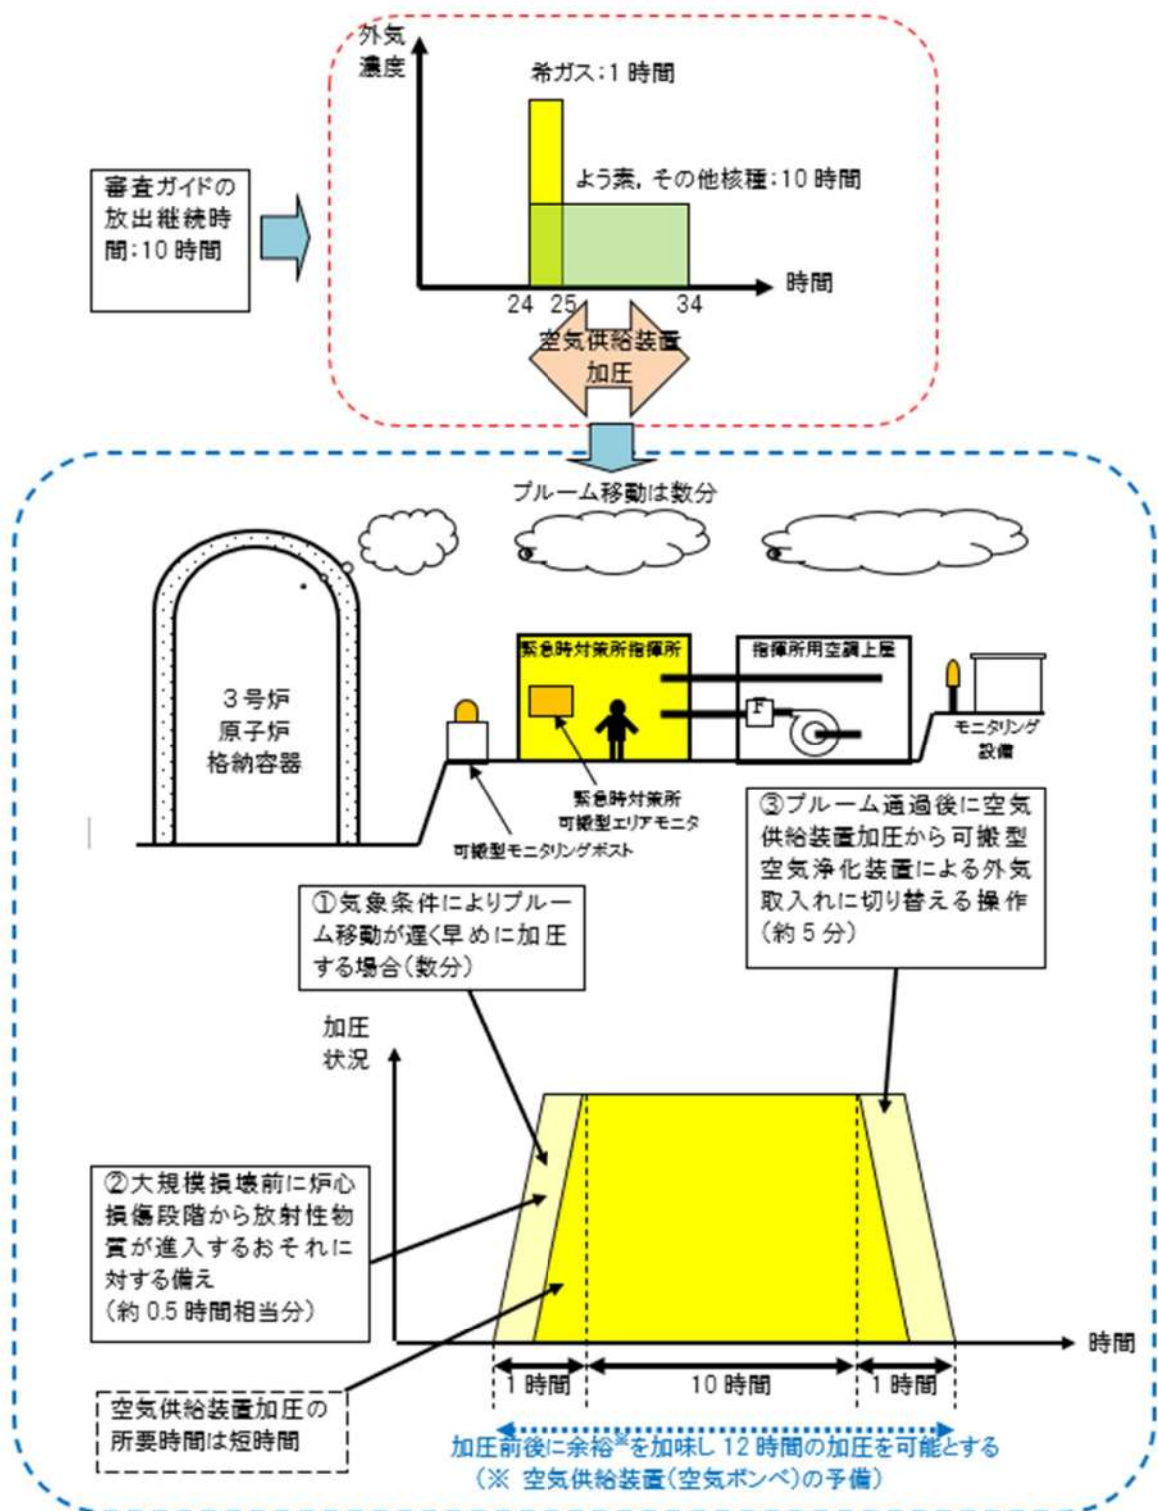 外気
濃度
希ガス:1時間
よう素,その他核種:10時間
審査ガイドの
放出継続時
間:10時間
時間
24 25 34
空気供給装置
加圧
プルーム移動は数分
緊急時対策所指揮所
指揮所用空調上屋
F
3号炉
原子炉
格納容器
モニタリング
設備
緊急時対策所
可搬型エリアモニタ
可搬型モニタリングポスト
③プルーム通過後に空気
供給装置加圧から可搬型
空気浄化装置による外気
取入れに切り替える操作
(約5分)
①気象条件によりプルー
ム移動が遅く早めに加圧
する場合(数分)
加圧
状況
②大規模損壊前に炉心
損傷段階から放射性物
質が進入するおそれに
対する備え
(約0.5時間相当分)
時間
1時間 10時間 1時間
空気供給装置加圧の
所要時間は短時間
加圧前後に余裕※を加味し12時間の加圧を可能とする
(※ 空気供給装置(空気ボンベ)の予備)